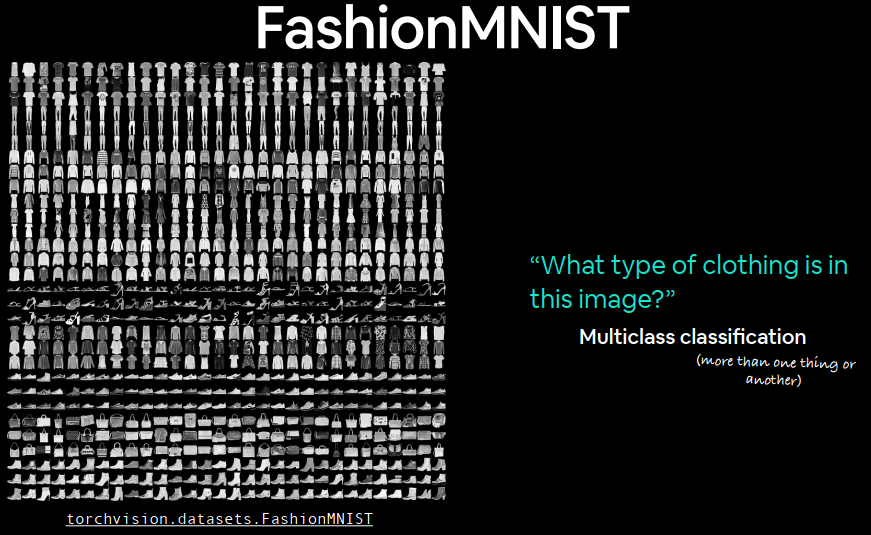 FashionMNIST
“What type of clothing is in
this image?”
Multiclass classification
(more than one thing or
another)
torchvision.datasets.FashionMNIST